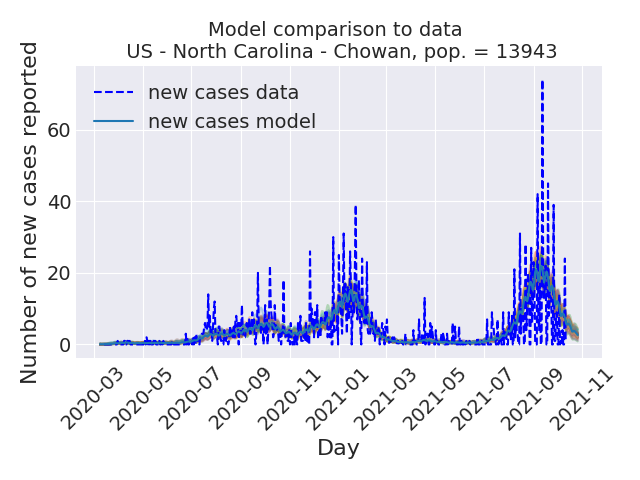 Model comparison to data
US - North Carolina - Chowan, pop. = 13943
Number of new cases reported
new cases data
new cases model
60
40
20
0
2020-03
2020-05
2020-07
2020-09
2020-11
2021-01
2021-03
2021-05
2021-07
2021-09
2021-11
Day